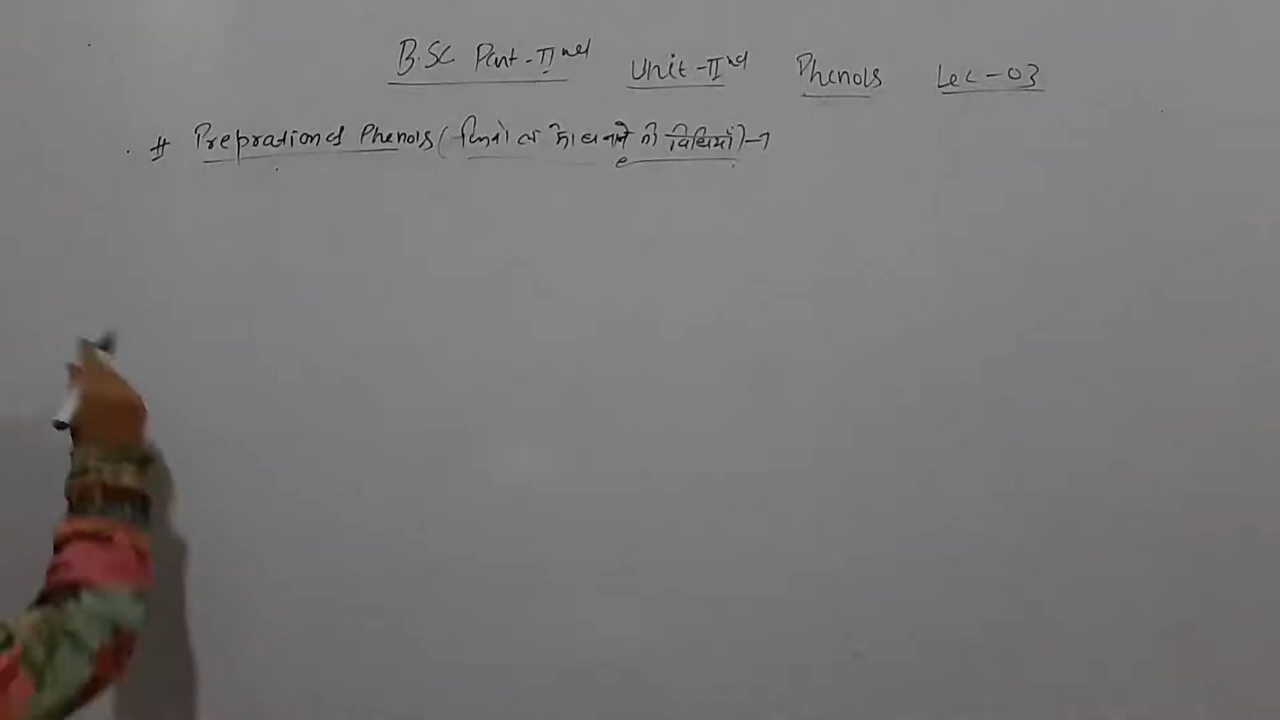 B.SC Part-II nd Unit-II nd Phenols Lec-03
# Prepration of Phenols (फिनोल को बनाने की विधियाँ)→